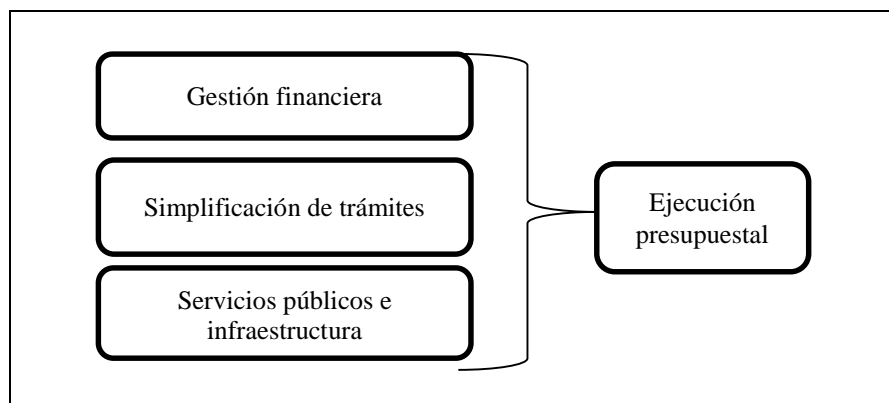 Gestión financiera
Simplificación de trámites
Servicios públicos e
infraestructura
Ejecución
presupuestal